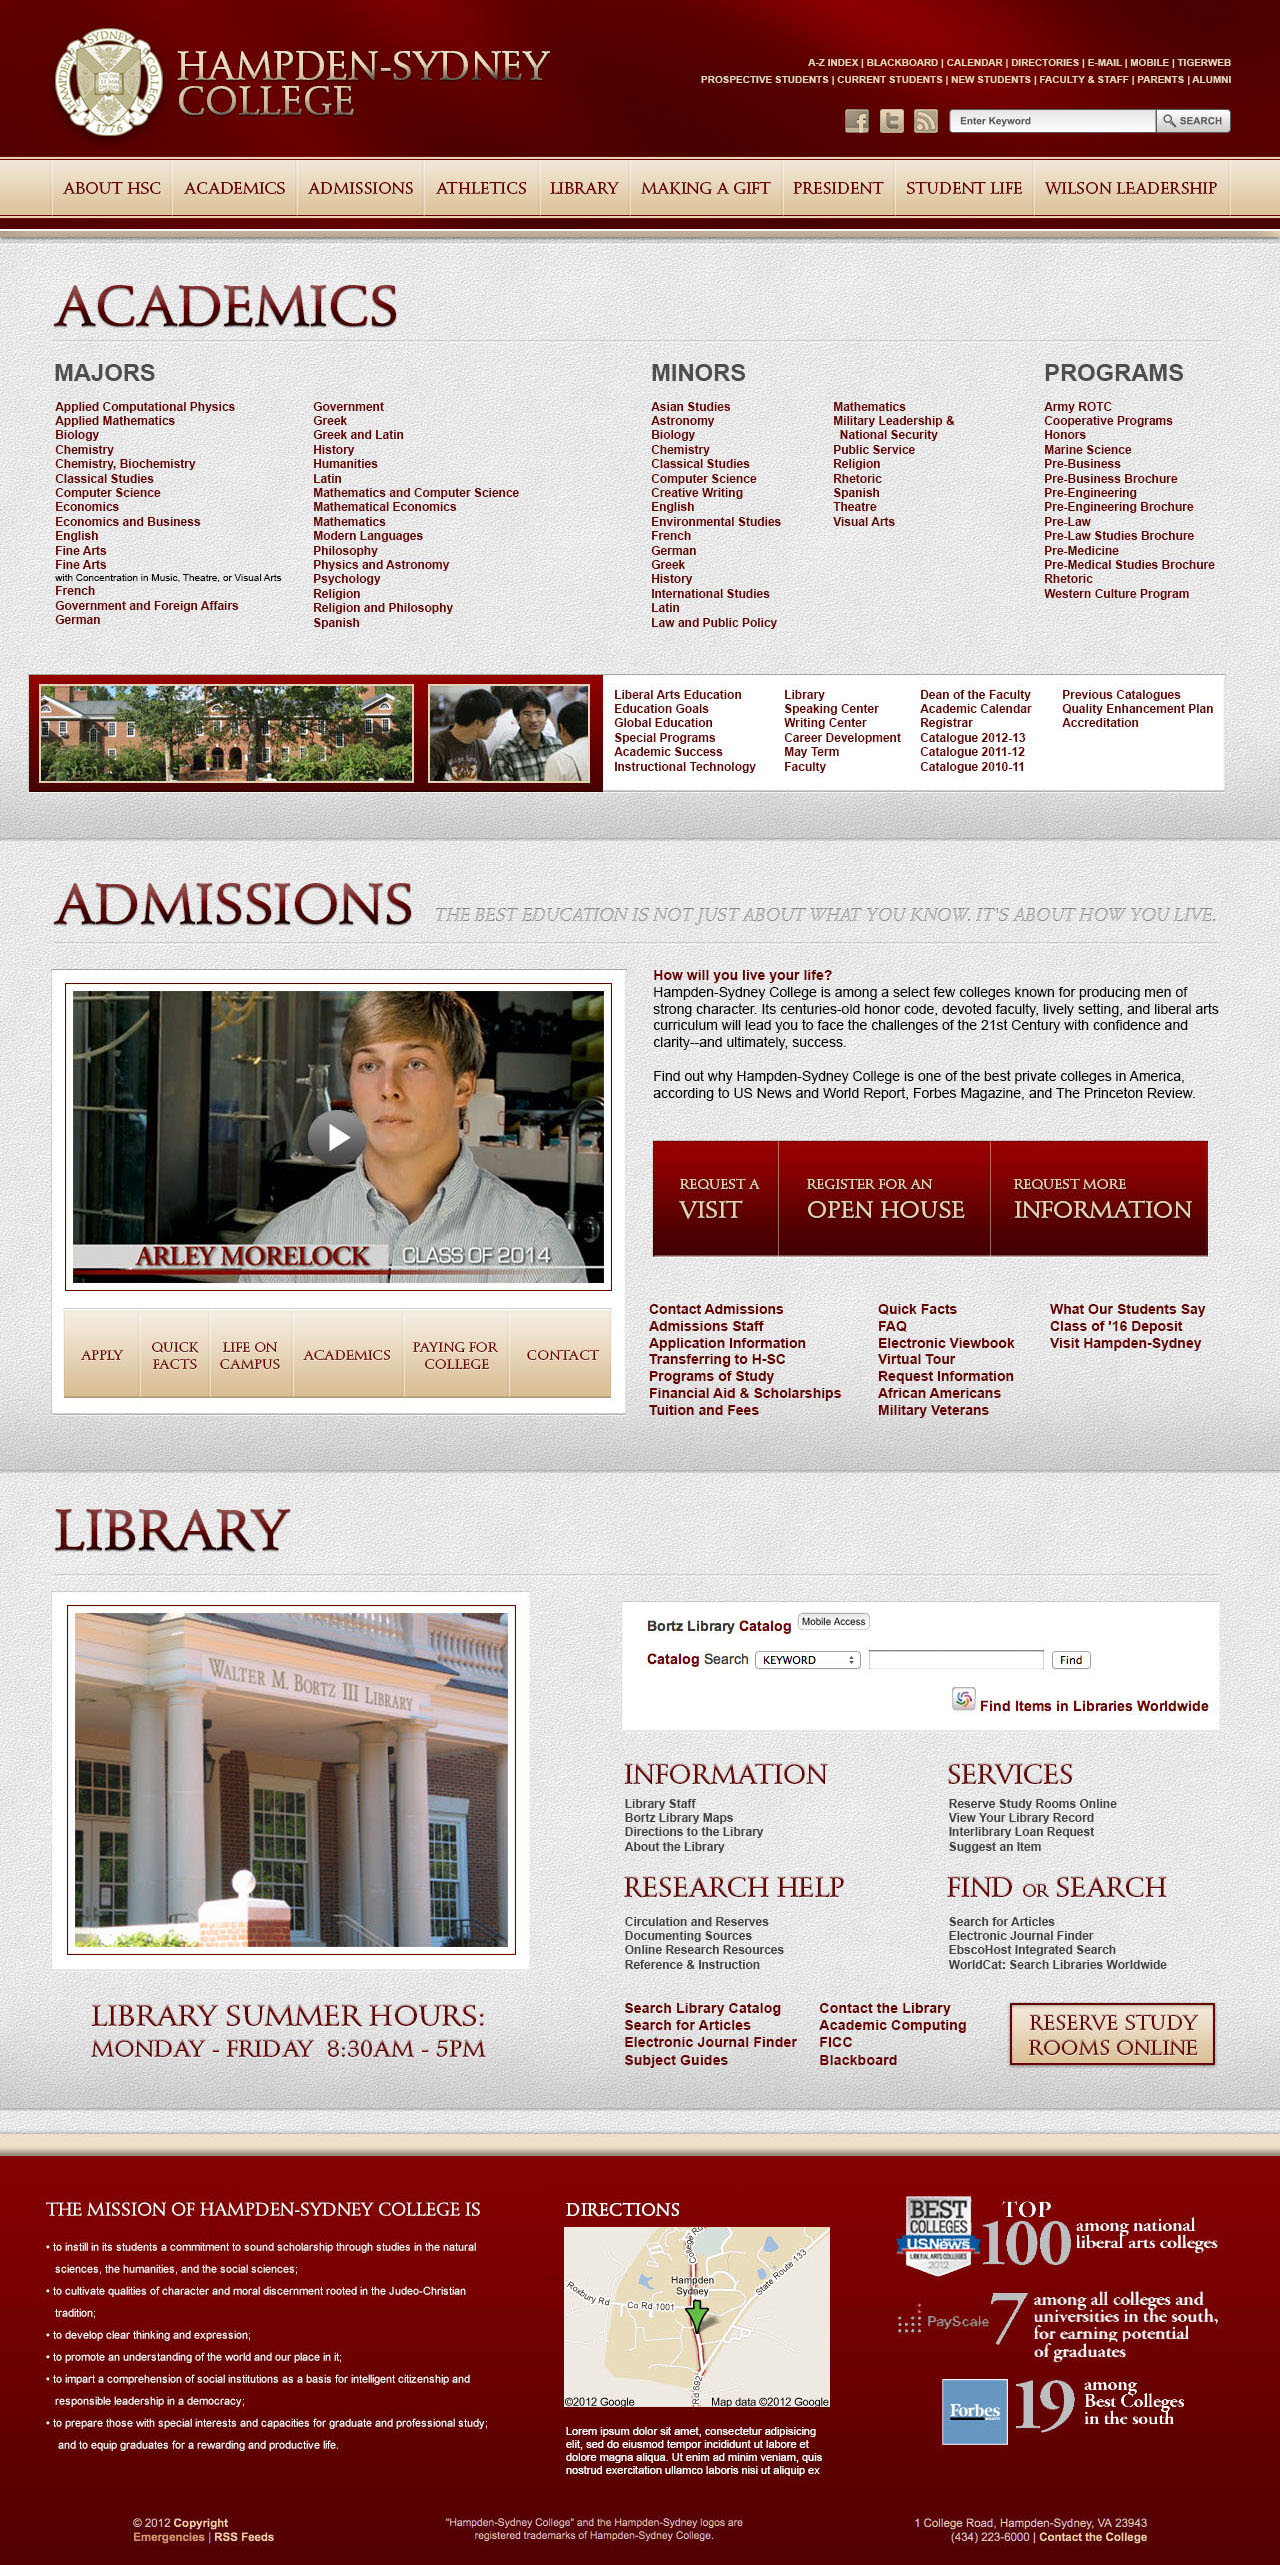 HAMPDEN-SYDNEY
COLLEGE
HAMPDEN SYDNEY COLLEGE
1776
A-Z INDEX | BLACKBOARD | CALENDAR | DIRECTORIES | E-MAIL | MOBILE | TIGERWEB
PROSPECTIVE STUDENTS | CURRENT STUDENTS | NEW STUDENTS | FACULTY & STAFF | PARENTS | ALUMNI
Enter Keyword
SEARCH
ABOUT HSC
ACADEMICS
ADMISSIONS
ATHLETICS
LIBRARY
MAKING A GIFT
PRESIDENT
STUDENT LIFE
WILSON LEADERSHIP
ACADEMICS
MAJORS
Applied Computational Physics
Applied Mathematics
Biology
Chemistry
Chemistry, Biochemistry
Classical Studies
Computer Science
Economics
Economics and Business
English
Fine Arts
Fine Arts
with Concentration in Music, Theatre, or Visual Arts
French
Government and Foreign Affairs
German
Government
Greek
Greek and Latin
History
Humanities
Latin
Mathematics and Computer Science
Mathematical Economics
Mathematics
Modern Languages
Philosophy
Physics and Astronomy
Psychology
Religion
Religion and Philosophy
Spanish
MINORS
Asian Studies
Astronomy
Biology
Chemistry
Classical Studies
Computer Science
Creative Writing
English
Environmental Studies
French
German
Greek
History
International Studies
Latin
Law and Public Policy
Mathematics
Military Leadership &
National Security
Public Service
Religion
Rhetoric
Spanish
Theatre
Visual Arts
PROGRAMS
Army ROTC
Cooperative Programs
Honors
Marine Science
Pre-Business
Pre-Business Brochure
Pre-Engineering
Pre-Engineering Brochure
Pre-Law
Pre-Law Studies Brochure
Pre-Medicine
Pre-Medical Studies Brochure
Rhetoric
Western Culture Program
Liberal Arts Education
Education Goals
Global Education
Special Programs
Academic Success
Instructional Technology
Library
Speaking Center
Writing Center
Career Development
May Term
Faculty
Dean of the Faculty
Academic Calendar
Registrar
Catalogue 2012-13
Catalogue 2011-12
Catalogue 2010-11
Previous Catalogues
Quality Enhancement Plan
Accreditation
ADMISSIONS
THE BEST EDUCATION IS NOT JUST ABOUT WHAT YOU KNOW. IT'S ABOUT HOW YOU LIVE.
ARLEY MORELOCK CLASS OF 2014
APPLY
QUICK
FACTS
LIFE ON
CAMPUS
ACADEMICS
PAYING FOR
COLLEGE
CONTACT
How will you live your life?
Hampden-Sydney College is among a select few colleges known for producing men of
strong character. Its centuries-old honor code, devoted faculty, lively setting, and liberal arts
curriculum will lead you to face the challenges of the 21st Century with confidence and
clarity--and ultimately, success.
Find out why Hampden-Sydney College is one of the best private colleges in America,
according to US News and World Report, Forbes Magazine, and The Princeton Review.
REQUEST A
VISIT
REGISTER FOR AN
OPEN HOUSE
REQUEST MORE
INFORMATION
Contact Admissions
Admissions Staff
Application Information
Transferring to H-SC
Programs of Study
Financial Aid & Scholarships
Tuition and Fees
Quick Facts
FAQ
Electronic Viewbook
Virtual Tour
Request Information
African Americans
Military Veterans
What Our Students Say
Class of '16 Deposit
Visit Hampden-Sydney
LIBRARY
WALTER M. BORTZ III LIBRARY
LIBRARY SUMMER HOURS:
MONDAY - FRIDAY 8:30AM - 5PM
Bortz Library Catalog Mobile Access
Catalog Search KEYWORD Find
Find Items in Libraries Worldwide
INFORMATION
Library Staff
Bortz Library Maps
Directions to the Library
About the Library
SERVICES
Reserve Study Rooms Online
View Your Library Record
Interlibrary Loan Request
Suggest an Item
RESEARCH HELP
Circulation and Reserves
Documenting Sources
Online Research Resources
Reference & Instruction
FIND OR SEARCH
Search for Articles
Electronic Journal Finder
EbscoHost Integrated Search
WorldCat: Search Libraries Worldwide
Search Library Catalog
Search for Articles
Electronic Journal Finder
Subject Guides
Contact the Library
Academic Computing
FICC
Blackboard
RESERVE STUDY
ROOMS ONLINE
THE MISSION OF HAMPDEN-SYDNEY COLLEGE IS
• to instill in its students a commitment to sound scholarship through studies in the natural
sciences, the humanities, and the social sciences;
• to cultivate qualities of character and moral discernment rooted in the Judeo-Christian
tradition;
• to develop clear thinking and expression;
• to promote an understanding of the world and our place in it;
• to impart a comprehension of social institutions as a basis for intelligent citizenship and
responsible leadership in a democracy;
• to prepare those with special interests and capacities for graduate and professional study;
and to equip graduates for a rewarding and productive life.
DIRECTIONS
College Rd
State Route 133
Hampden
Sydney
Roxbury Rd
Co Rd 1001
Rd 692
©2012 Google
Map data ©2012 Google
Lorem ipsum dolor sit amet, consectetur adipisicing
elit, sed do eiusmod tempor incididunt ut labore et
dolore magna aliqua. Ut enim ad minim veniam, quis
nostrud exercitation ullamco laboris nisi ut aliquip ex
BEST
COLLEGES
USNews
LIBERAL ARTS COLLEGES
2012
TOP
100
among national
liberal arts colleges
PayScale
7
among all colleges and
universities in the south,
for earning potential
of graduates
Forbes
19
among
Best Colleges
in the south
© 2012 Copyright
Emergencies | RSS Feeds
"Hampden-Sydney College" and the Hampden-Sydney logos are
registered trademarks of Hampden-Sydney College.
1 College Road, Hampden-Sydney, VA 23943
(434) 223-6000 | Contact the College